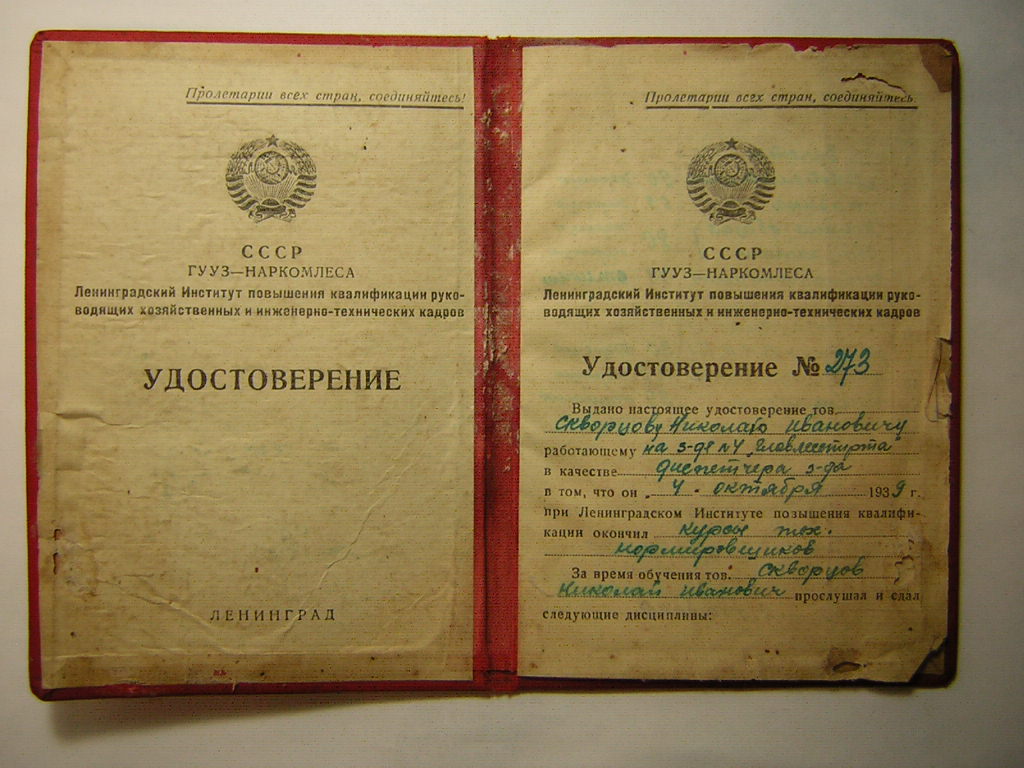 Пролетарии всех стран, соединяйтесь!
СССР
ГУУЗ—НАРКОМЛЕСА
Ленинградский Институт повышения квалификации руко-
водящих хозяйственных и инженерно-технических кадров
УДОСТОВЕРЕНИЕ
ЛЕНИНГРАД
Пролетарии всех стран, соединяйтесь
СССР
ГУУЗ—НАРКОМЛЕСА
Ленинградский Институт повышения квалификации руко-
водящих хозяйственных и инженерно-технических кадров
Удостоверение № 273
Выдано настоящее удостоверение тов.
Скворцову Николаю Ивановичу
работающему на з-де №4 „Главлесспирта"
в качестве диспетчера з-да
в том, что он „4. октября 1939 г.
при Ленинградском Институте повышения квалифи-
кации окончил курсы тех.
нормировщиков
За время обучения тов. Скворцов
Николай Иванович прослушал и сдал
следующие дисциплины: